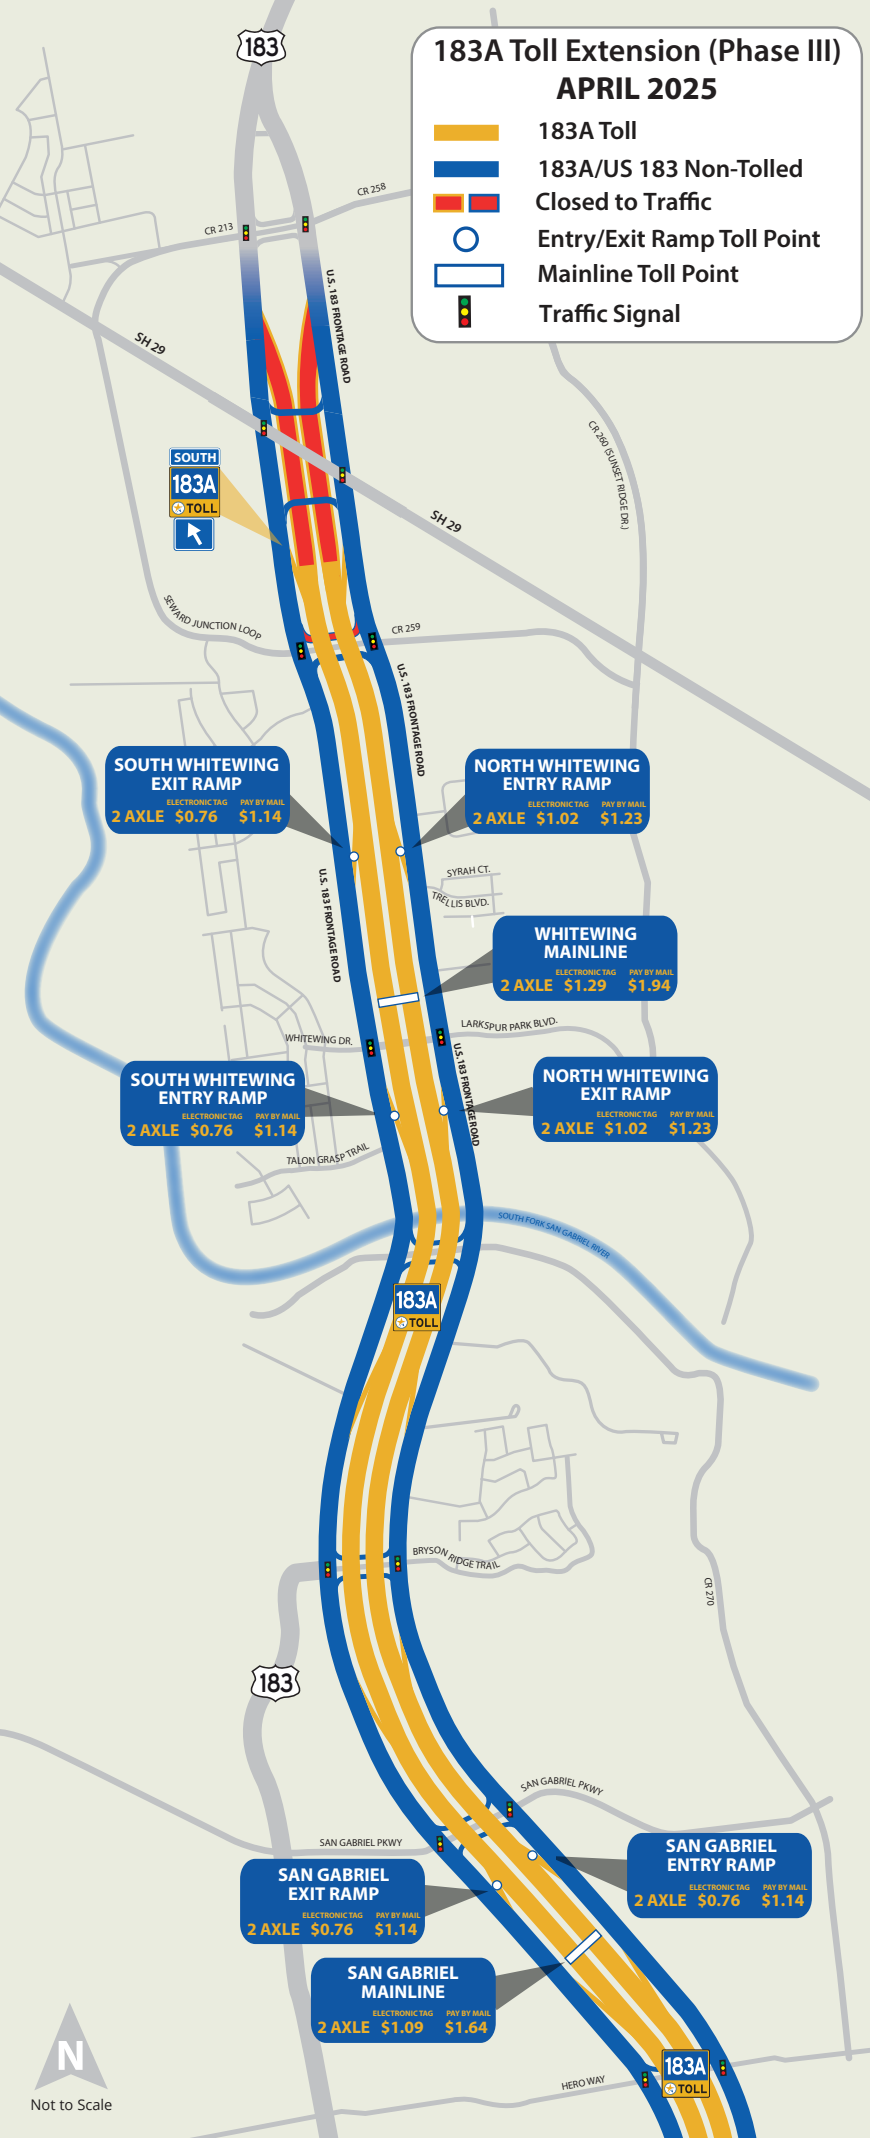 183
183A Toll Extension (Phase III)
APRIL 2025
183A Toll
183A/US 183 Non-Tolled
Closed to Traffic
Entry/Exit Ramp Toll Point
Mainline Toll Point
Traffic Signal
CR 258
CR 213
U.S. 183 FRONTAGE ROAD
SH 29
CR 260 (SUNSET RIDGE DR.)
SOUTH
183A
TOLL
SH 29
SEWARD JUNCTION LOOP
CR 259
U.S. 183 FRONTAGE ROAD
SOUTH WHITEWING
EXIT RAMP
ELECTRONIC TAG PAY BY MAIL
2 AXLE $0.76 $1.14
NORTH WHITEWING
ENTRY RAMP
ELECTRONIC TAG PAY BY MAIL
2 AXLE $1.02 $1.23
U.S. 183 FRONTAGE ROAD
SYRAH CT.
TRELLIS BLVD.
WHITEWING
MAINLINE
ELECTRONIC TAG PAY BY MAIL
2 AXLE $1.29 $1.94
WHITEWING DR.
LARKSPUR PARK BLVD.
U.S. 183 FRONTAGE ROAD
SOUTH WHITEWING
ENTRY RAMP
ELECTRONIC TAG PAY BY MAIL
2 AXLE $0.76 $1.14
NORTH WHITEWING
EXIT RAMP
ELECTRONIC TAG PAY BY MAIL
2 AXLE $1.02 $1.23
TALON GRASP TRAIL
SOUTH FORK SAN GABRIEL RIVER
183A
TOLL
BRYSON RIDGE TRAIL
CR 270
183
SAN GABRIEL PKWY
SAN GABRIEL PKWY
SAN GABRIEL
ENTRY RAMP
ELECTRONIC TAG PAY BY MAIL
2 AXLE $0.76 $1.14
SAN GABRIEL
EXIT RAMP
ELECTRONIC TAG PAY BY MAIL
2 AXLE $0.76 $1.14
SAN GABRIEL
MAINLINE
ELECTRONIC TAG PAY BY MAIL
2 AXLE $1.09 $1.64
183A
TOLL
HERO WAY
N
Not to Scale